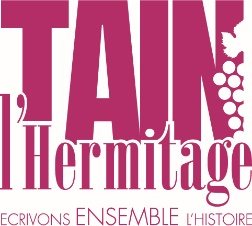 TAIN
l'Hermitage
ECRIVONS ENSEMBLE L'HISTOIRE